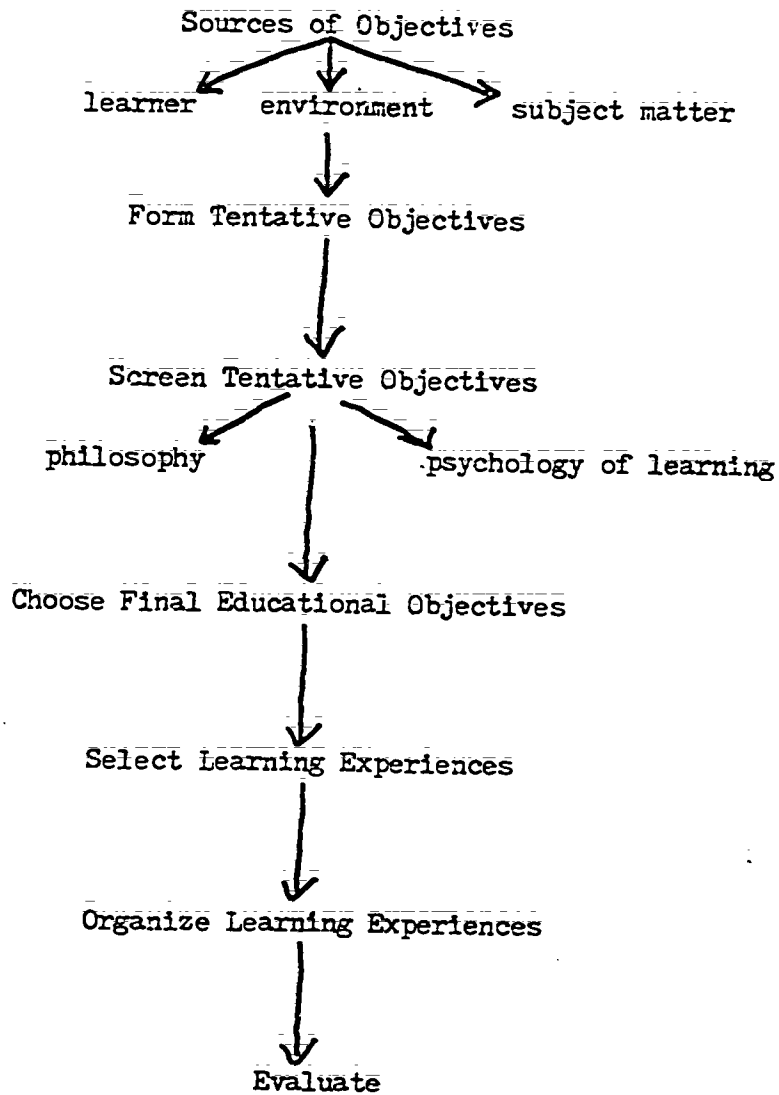 Sources of Objectives
learner environment subject matter
Form Tentative Objectives
Screen Tentative Objectives
philosophy psychology of learning
Choose Final Educational Objectives
Select Learning Experiences
Organize Learning Experiences
Evaluate